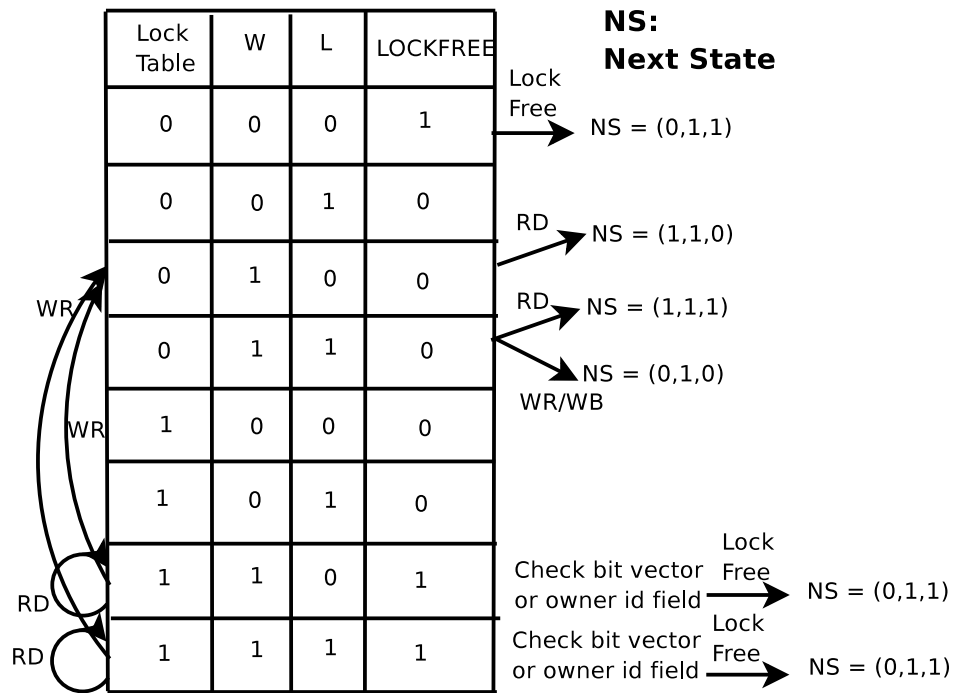 NS:
Next State
Lock
Table
W
L
LOCKFREE
Lock
Free
0 0 0 1
NS = (0,1,1)
0 0 1 0
RD
NS = (1,1,0)
0 1 0 0
WR
RD
NS = (1,1,1)
0 1 1 0
NS = (0,1,0)
WR/WB
WR
1 0 0 0
1 0 1 0
RD
1 1 0 1
Check bit vector
or owner id field
Lock
Free
NS = (0,1,1)
RD
1 1 1 1
Check bit vector
or owner id field
Lock
Free
NS = (0,1,1)